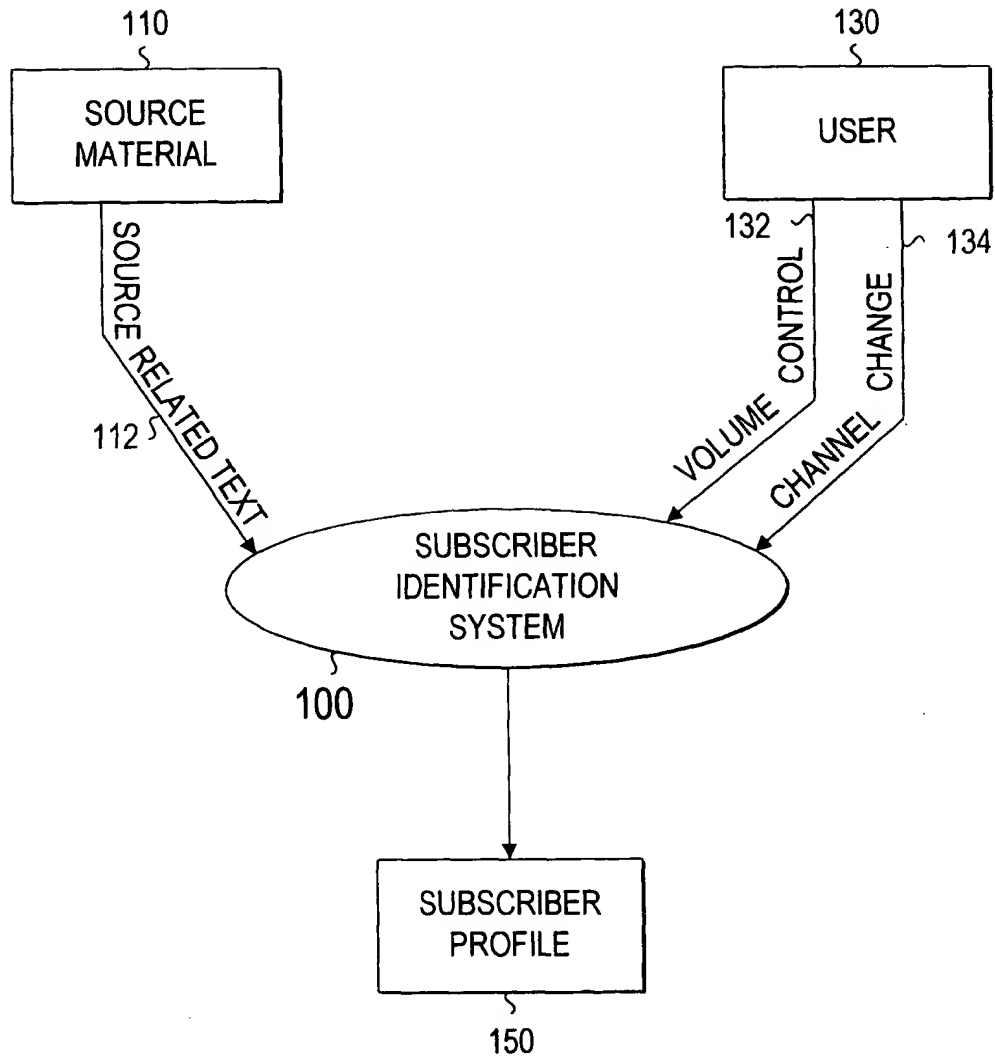 110
SOURCE
MATERIAL
130
USER
SOURCE RELATED TEXT
112
132
VOLUME CONTROL
134
CHANNEL CHANGE
SUBSCRIBER
IDENTIFICATION
SYSTEM
100
SUBSCRIBER
PROFILE
150